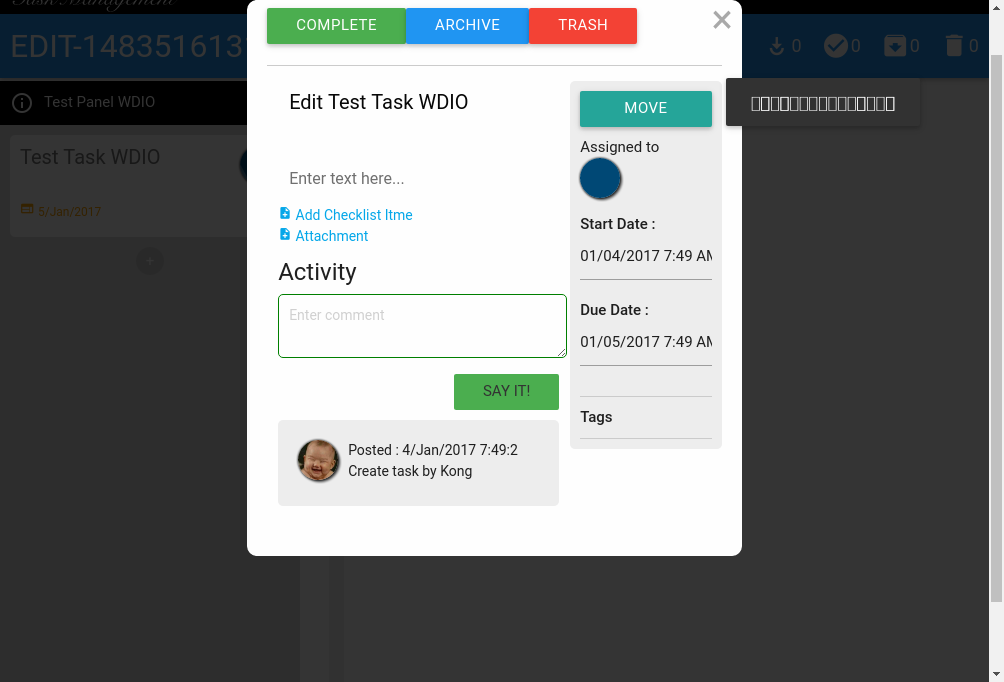 Task Management
COMPLETE
ARCHIVE
TRASH
×
EDIT-148351613
0
0
0
0
Test Panel WDIO
Test Task WDIO
5/Jan/2017
Edit Test Task WDIO
Enter text here...
Add Checklist Itme
Attachment
Activity
Enter comment
SAY IT!
Posted : 4/Jan/2017 7:49:2
Create task by Kong
MOVE
Assigned to
Start Date :
01/04/2017 7:49 AM
Due Date :
01/05/2017 7:49 AM
Tags